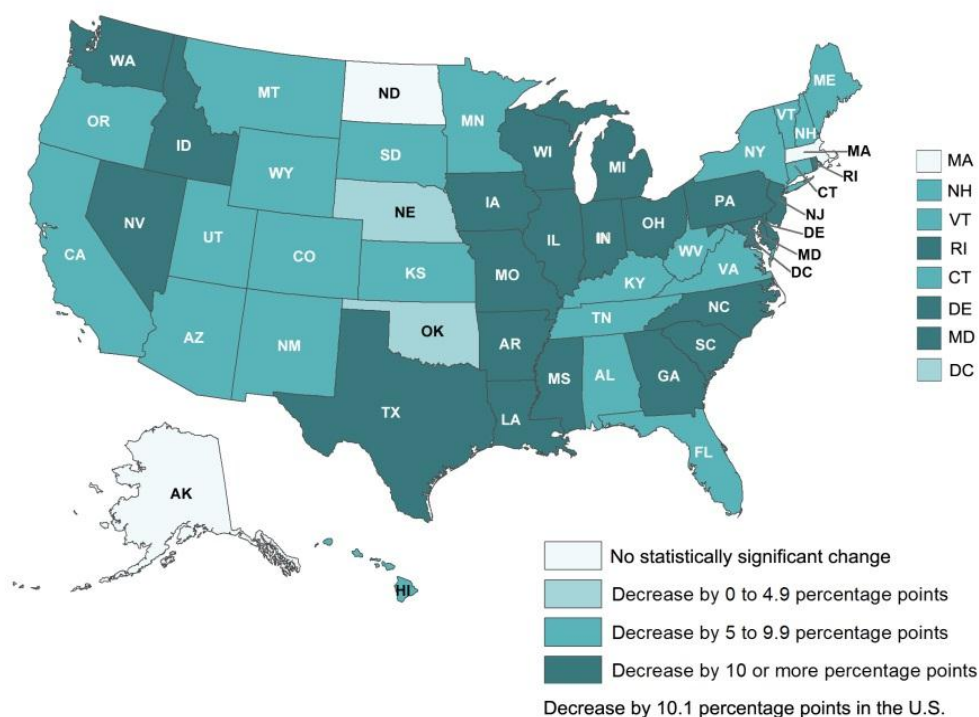 WA
MT
ND
MN
ME
VT
NH
OR
ID
SD
WI
MI
NY
MA
RI
CT
WY
NE
IA
PA
NJ
DE
NV
UT
CO
IL
IN
OH
WV
MD
DC
CA
KS
MO
KY
VA
AZ
NM
OK
AR
TN
NC
SC
TX
LA
MS
AL
GA
FL
AK
HI
MA
NH
VT
RI
CT
DE
MD
DC
No statistically significant change
Decrease by 0 to 4.9 percentage points
Decrease by 5 to 9.9 percentage points
Decrease by 10 or more percentage points
Decrease by 10.1 percentage points in the U.S.